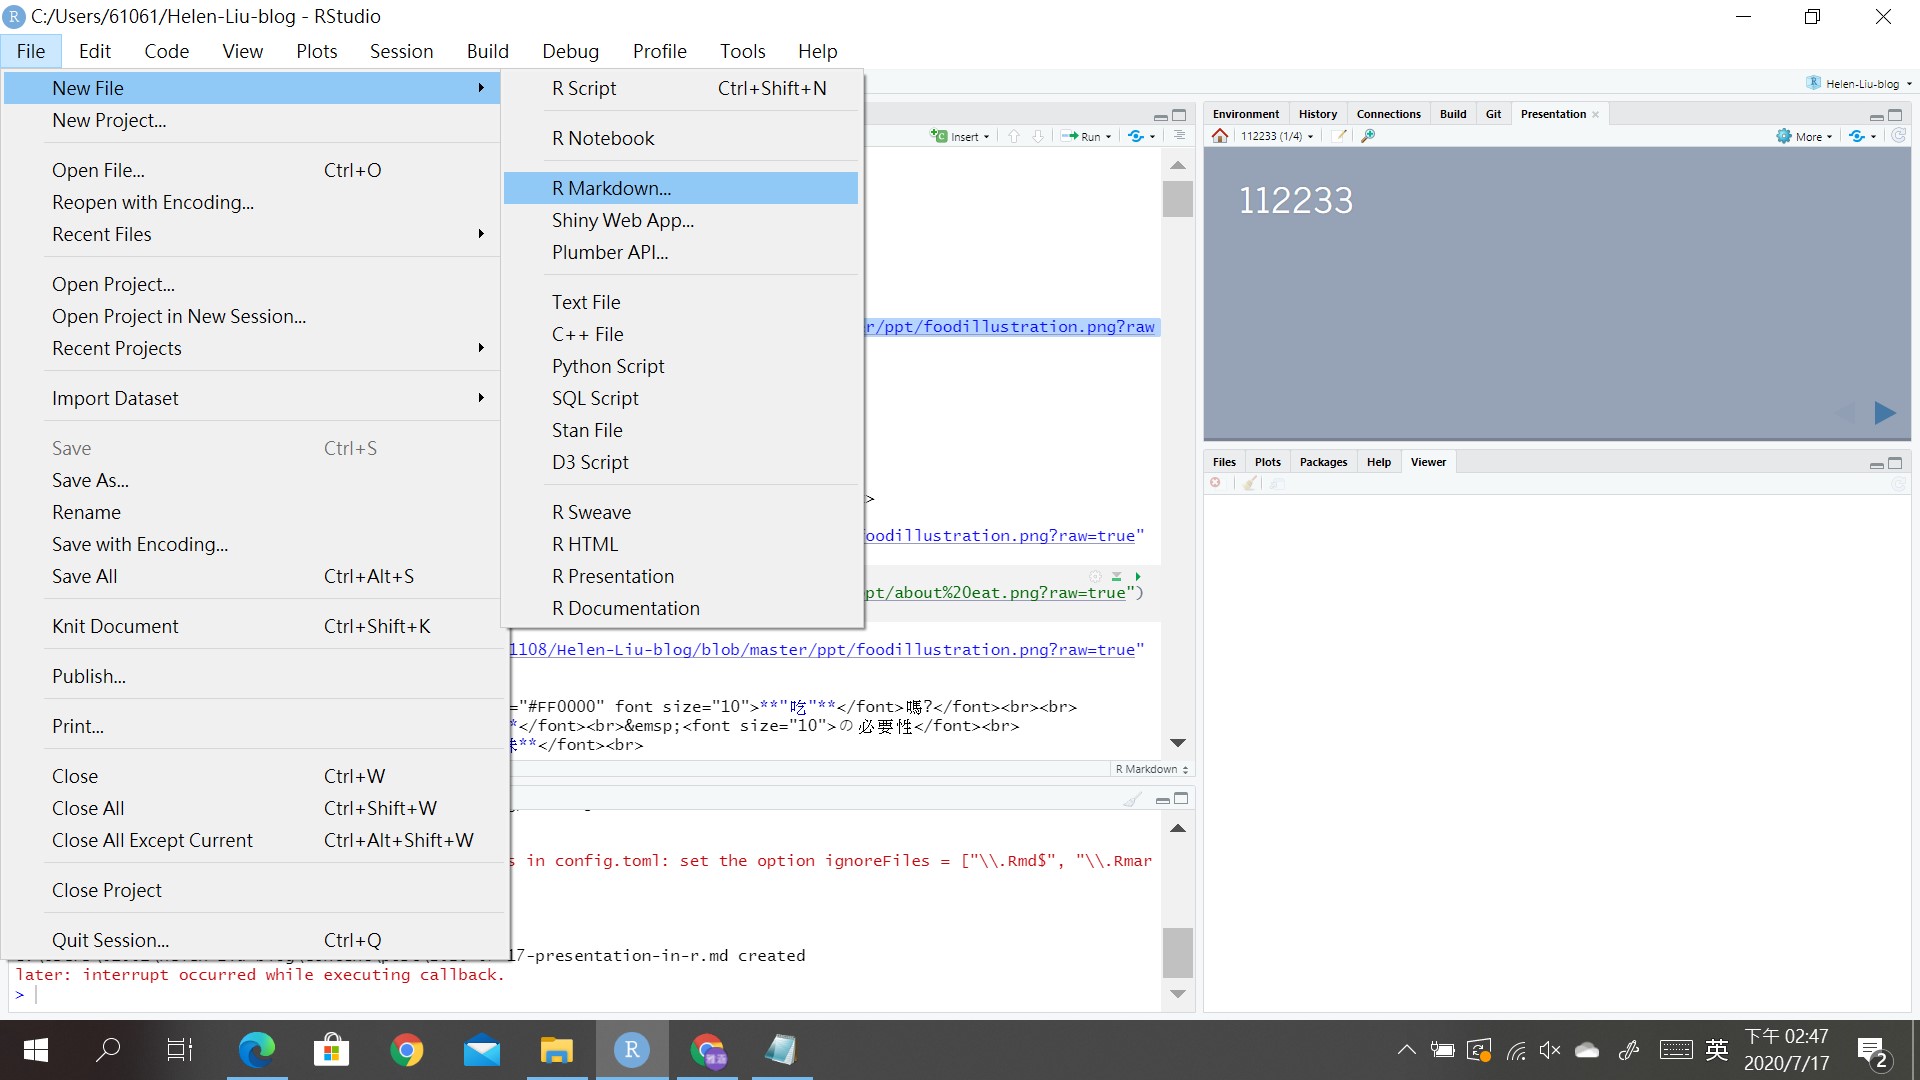 C:/Users/61061/Helen-Liu-blog - RStudio
File Edit Code View Plots Session Build Debug Profile Tools Help
New File
New Project...
Open File... Ctrl+O
Reopen with Encoding...
Recent Files
Open Project...
Open Project in New Session...
Recent Projects
Import Dataset
Save Ctrl+S
Save As...
Rename
Save with Encoding...
Save All Ctrl+Alt+S
Knit Document Ctrl+Shift+K
Publish...
Print...
Close Ctrl+W
Close All Ctrl+Shift+W
Close All Except Current Ctrl+Alt+Shift+W
Close Project
Quit Session... Ctrl+Q
R Script Ctrl+Shift+N
R Notebook
R Markdown...
Shiny Web App...
Plumber API...
Text File
C++ File
Python Script
SQL Script
Stan File
D3 Script
R Sweave
R HTML
R Presentation
R Documentation
Insert Run
r/ppt/foodillustration.png?raw
>
oodillustration.png?raw=true"
pt/about%20eat.png?raw=true")
1108/Helen-Liu-blog/blob/master/ppt/foodillustration.png?raw=true"
="#FF0000" font size="10">**"吃"**</font>嗎?</font><br><br>
*</font><br>&emsp;<font size="10">の必要性</font><br>
**</font><br>
R Markdown
s in config.toml: set the option ignoreFiles = ["\\.Rmd$", "\\.Rmar
17-presentation-in-r.md created
later: interrupt occurred while executing callback.
>
Helen-Liu-blog
Environment History Connections Build Git Presentation
112233 (1/4) More
112233
Files Plots Packages Help Viewer
英
下午 02:47
2020/7/17
2